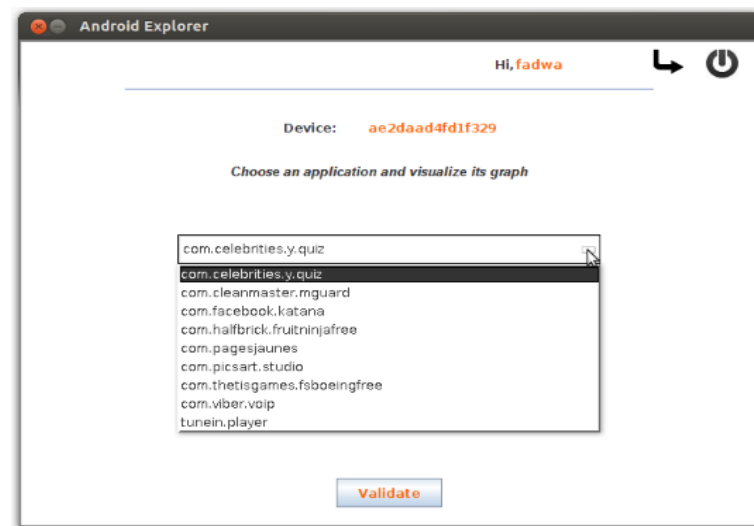 Android Explorer
Hi,fadwa
Device: ae2daad4fd1f329
Choose an application and visualize its graph
com.celebrities.y.quiz
com.celebrities.y.quiz
com.cleanmaster.mguard
com.facebook.katana
com.halfbrick.fruitninjafree
com.pagesjaunes
com.picsart.studio
com.thetisgames.fsboeingfree
com.viber.voip
tunein.player
Validate